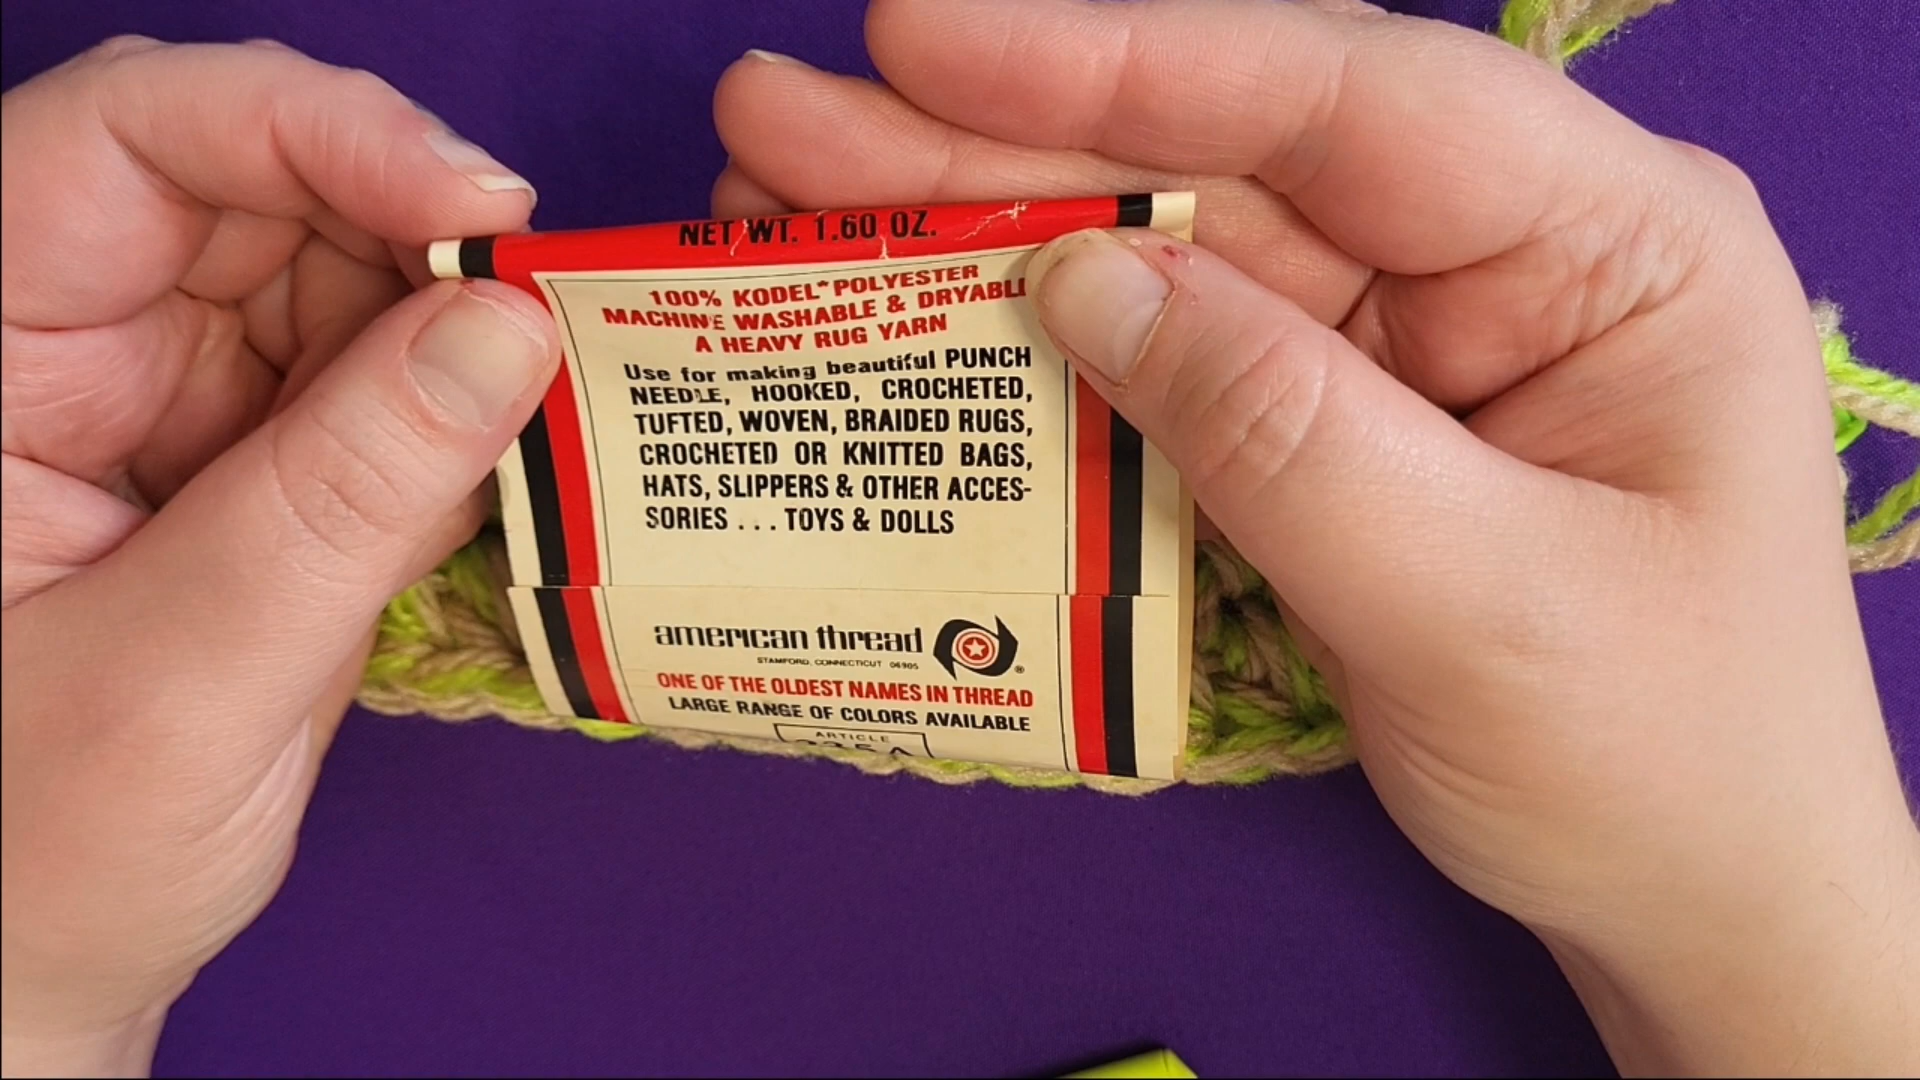 NET WT. 1.60 OZ.
100% KODEL* POLYESTER
MACHINE WASHABLE & DRYABLE
A HEAVY RUG YARN
Use for making beautiful PUNCH
NEEDLE, HOOKED, CROCHETED,
TUFTED, WOVEN, BRAIDED RUGS,
CROCHETED OR KNITTED BAGS,
HATS, SLIPPERS & OTHER ACCES-
SORIES . . . TOYS & DOLLS
american thread
STAMFORD, CONNECTICUT 06905
®
ONE OF THE OLDEST NAMES IN THREAD
LARGE RANGE OF COLORS AVAILABLE
ARTICLE